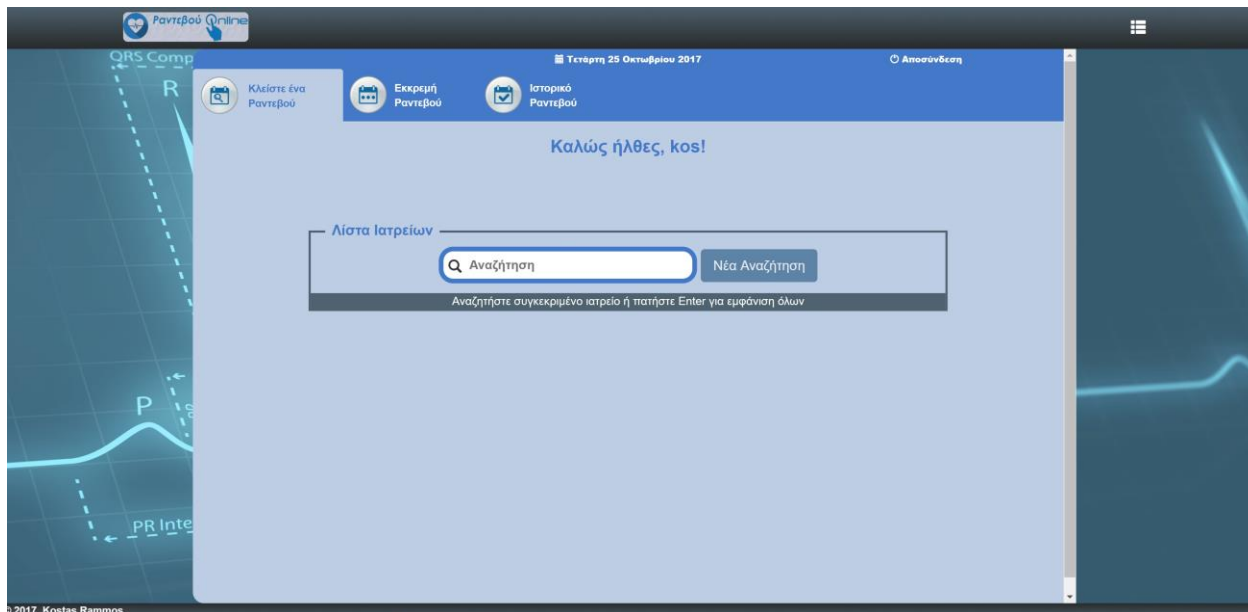 Ραντεβού Online
QRS Comp
Τετάρτη 25 Οκτωβρίου 2017
Αποσύνδεση
R
Κλείστε ένα
Ραντεβού
Εκκρεμή
Ραντεβού
Ιστορικό
Ραντεβού
Καλώς ήλθες, kos!
Λίστα Ιατρείων
Αναζήτηση
Νέα Αναζήτηση
Αναζητήστε συγκεκριμένο ιατρείο ή πατήστε Enter για εμφάνιση όλων
P
PR Inte
© 2017 Kostas Rammos